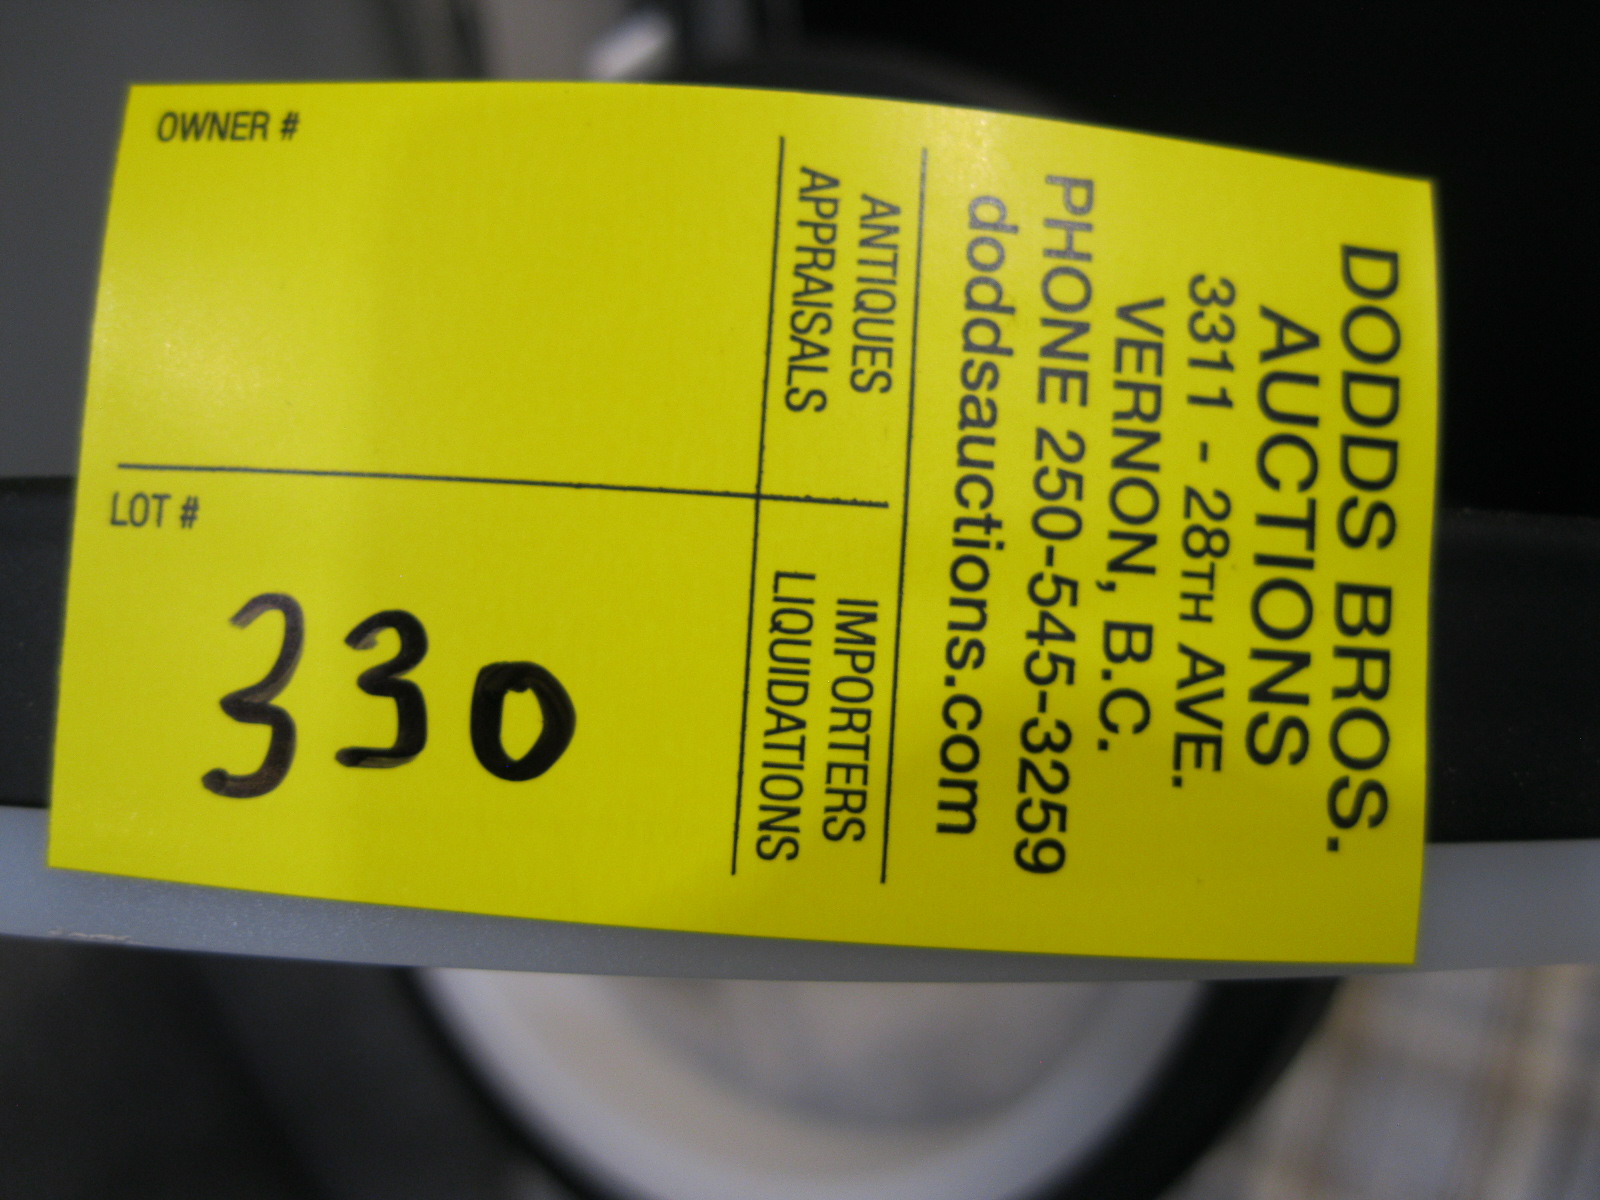 DODDS BROS.
AUCTIONS
3311 - 28TH AVE.
VERNON, B.C.
PHONE 250-545-3259
doddsauctions.com
ANTIQUES
APPRAISALS
IMPORTERS
LIQUIDATIONS
OWNER #
LOT #
330